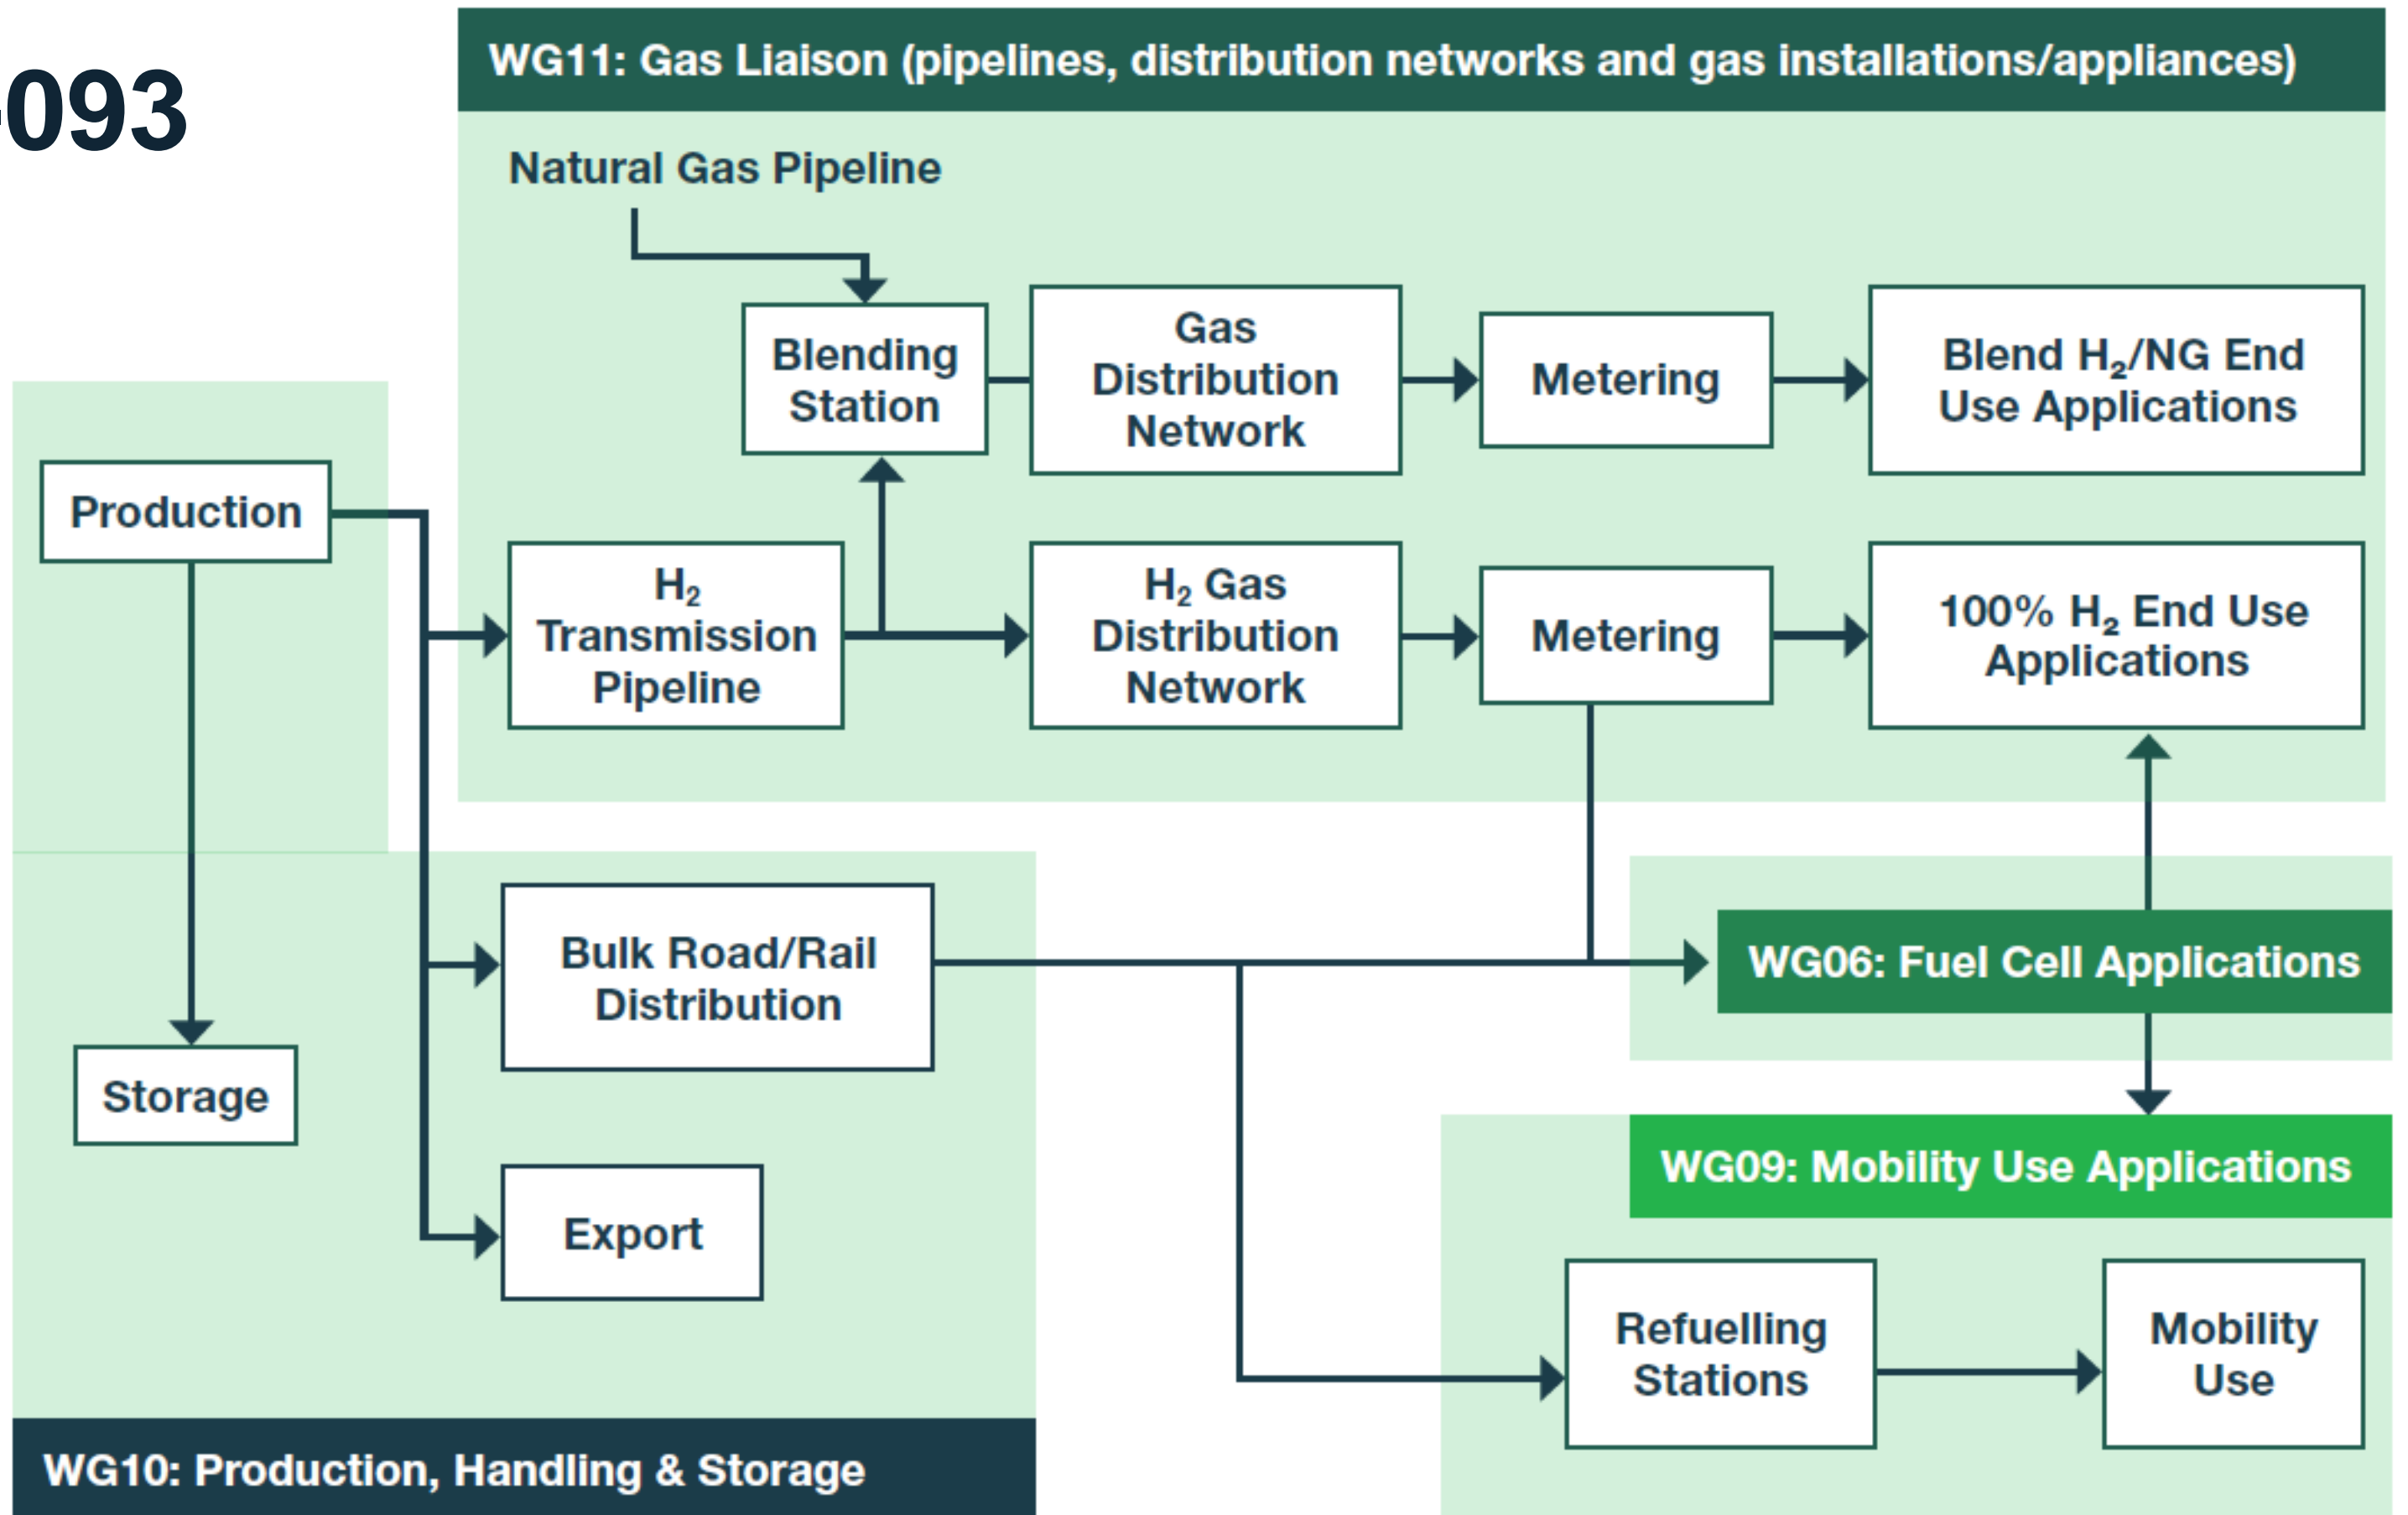 -093
WG11: Gas Liaison (pipelines, distribution networks and gas installations/appliances)
Natural Gas Pipeline
Blending
Station
Gas
Distribution
Network
Metering
Blend H₂/NG End
Use Applications
Production
H₂
Transmission
Pipeline
H₂ Gas
Distribution
Network
Metering
100% H₂ End Use
Applications
Bulk Road/Rail
Distribution
WG06: Fuel Cell Applications
Storage
WG09: Mobility Use Applications
Export
Refuelling
Stations
Mobility
Use
WG10: Production, Handling & Storage